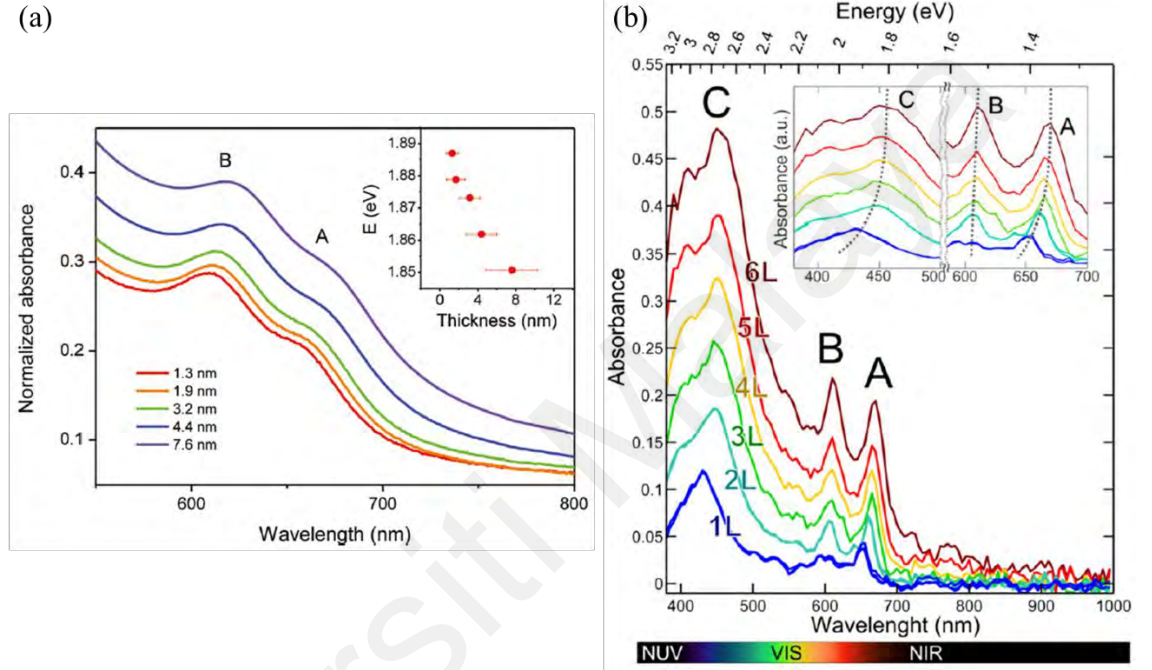 (a)
B
A
0.4
0.3
0.2
0.1
Normalized absorbance
1.3 nm
1.9 nm
3.2 nm
4.4 nm
7.6 nm
600
700
800
Wavelength (nm)
1.89
1.88
1.87
1.86
1.85
E (eV)
0
4
8
12
Thickness (nm)
(b)
Energy (eV)
3.2
3
2.8
2.6
2.4
2.2
2
1.8
1.6
1.4
0.55
0.5
0.45
0.4
0.35
0.3
0.25
0.2
0.15
0.1
0.05
0
Absorbance
C
B
A
6L
5L
4L
3L
2L
1L
Absorbance (a.u.)
C
B
A
400
450
500
600
650
700
400
500
600
700
800
900
1000
Wavelenght (nm)
NUV
VIS
NIR